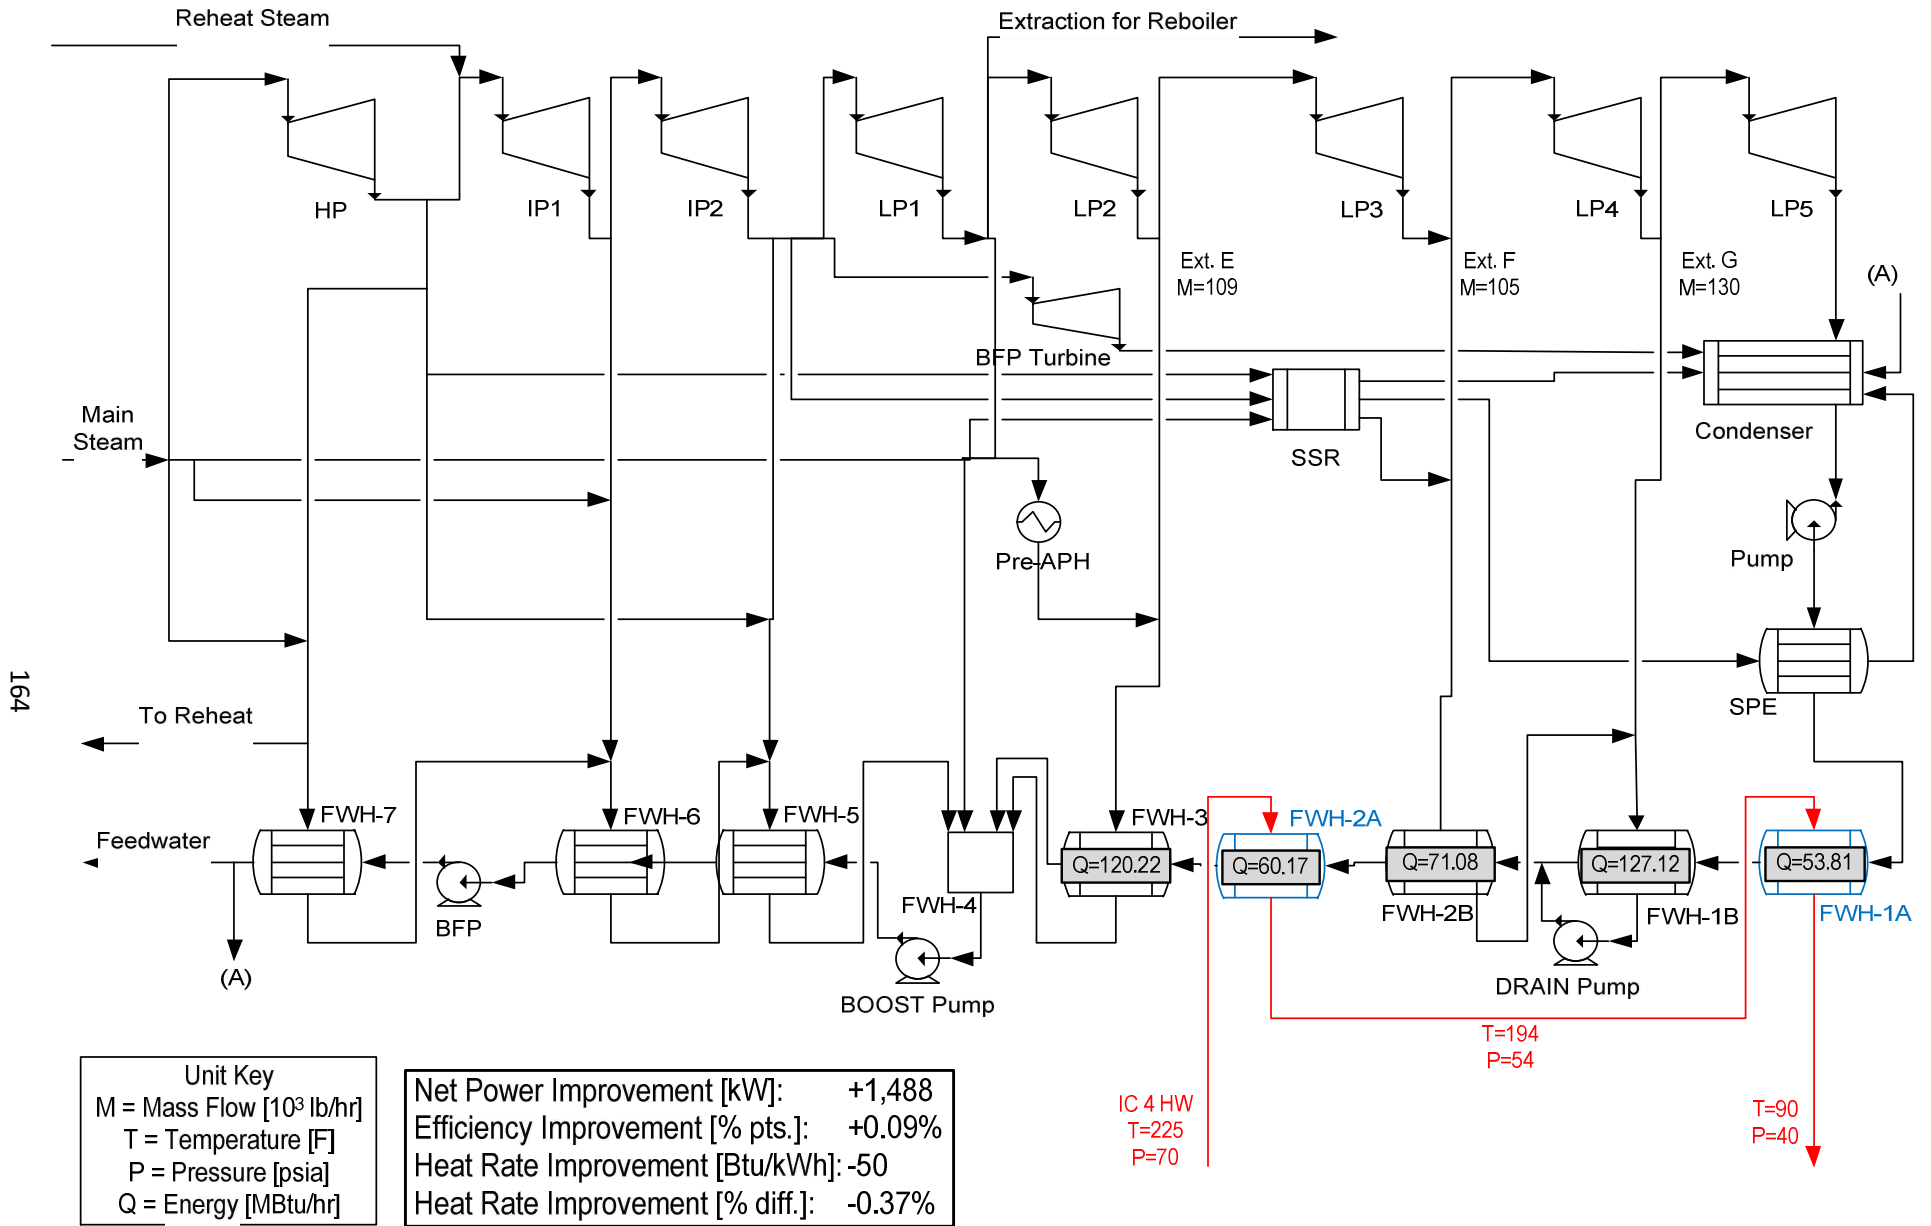 Reheat Steam
Extraction for Reboiler
HP
IP1
IP2
LP1
LP2
LP3
LP4
LP5
Ext. E
M=109
Ext. F
M=105
Ext. G
M=130
(A)
BFP Turbine
Main
Steam
SSR
Condenser
Pre-APH
Pump
164
To Reheat
SPE
FWH-7
FWH-6
FWH-5
FWH-3
FWH-2A
Feedwater
Q=120.22
Q=60.17
Q=71.08
Q=127.12
Q=53.81
BFP
FWH-4
FWH-2B
FWH-1B
FWH-1A
(A)
BOOST Pump
DRAIN Pump
T=194
P=54
IC 4 HW
T=225
P=70
T=90
P=40
Unit Key
M = Mass Flow [10³ lb/hr]
T = Temperature [F]
P = Pressure [psia]
Q = Energy [MBtu/hr]
Net Power Improvement [kW]: +1,488
Efficiency Improvement [% pts.]: +0.09%
Heat Rate Improvement [Btu/kWh]: -50
Heat Rate Improvement [% diff.]: -0.37%